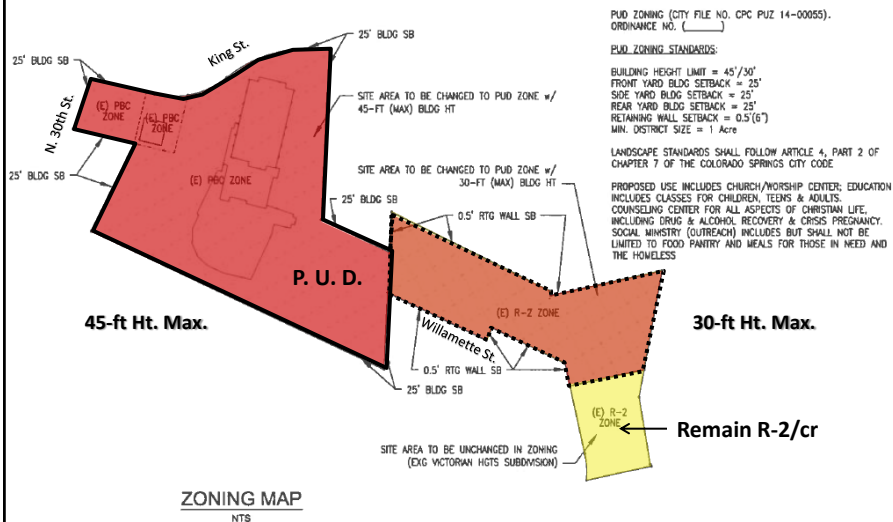 PUD ZONING (CITY FILE NO. CPC PUZ 14-00055).
ORDINANCE NO. (______)
PUD ZONING STANDARDS:
BUILDING HEIGHT LIMIT = 45'/30'
FRONT YARD BLDG SETBACK = 25'
SIDE YARD BLDG SETBACK = 25'
REAR YARD BLDG SETBACK = 25'
RETAINING WALL SETBACK = 0.5'(6")
MIN. DISTRICT SIZE = 1 Acre
LANDSCAPE STANDARDS SHALL FOLLOW ARTICLE 4, PART 2 OF
CHAPTER 7 OF THE COLORADO SPRINGS CITY CODE
PROPOSED USE INCLUDES CHURCH/WORSHIP CENTER; EDUCATION
INCLUDES CLASSES FOR CHILDREN, TEENS & ADULTS.
COUNSELING CENTER FOR ALL ASPECTS OF CHRISTIAN LIFE,
INCLUDING DRUG & ALCOHOL RECOVERY & CRISIS PREGNANCY.
SOCIAL MINISTRY (OUTREACH) INCLUDES BUT SHALL NOT BE
LIMITED TO FOOD PANTRY AND MEALS FOR THOSE IN NEED AND
THE HOMELESS
25' BLDG SB
King St.
25' BLDG SB
N. 30th St.
(E) PBC
ZONE
(E) PBC
ZONE
SITE AREA TO BE CHANGED TO PUD ZONE w/
45-FT (MAX) BLDG HT
25' BLDG SB
(E) PBC ZONE
SITE AREA TO BE CHANGED TO PUD ZONE w/
30-FT (MAX) BLDG HT
25' BLDG SB
0.5' RTG WALL SB
P. U. D.
45-ft Ht. Max.
(E) R-2 ZONE
30-ft Ht. Max.
Willamette St.
0.5' RTG WALL SB
25' BLDG SB
(E) R-2
ZONE
Remain R-2/cr
SITE AREA TO BE UNCHANGED IN ZONING
(EXG VICTORIAN HGTS SUBDIVISION)
ZONING MAP
NTS